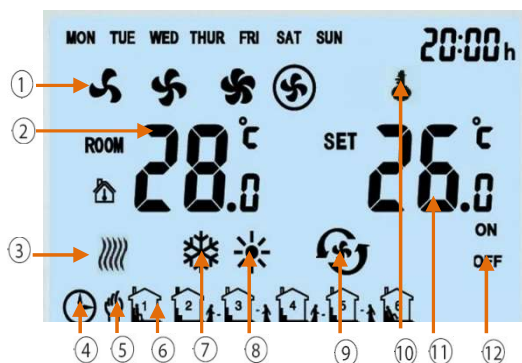 MON TUE WED THUR FRI SAT SUN 20:00h
①
② ROOM 28.0 °C SET 26.0 °C
ON
③ OFF
1 2 3 4 5 6
④ ⑤ ⑥ ⑦ ⑧ ⑨ ⑩ ⑪ ⑫